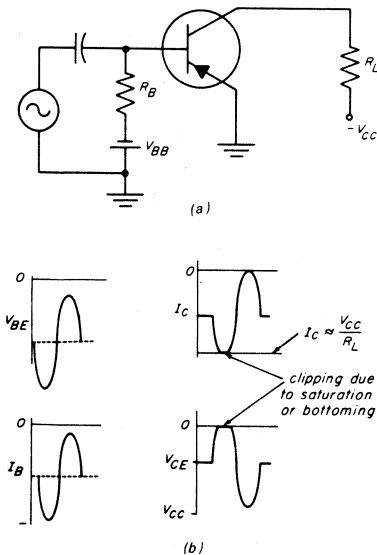 R_B
V_BB
R_L
-V_CC
(a)
0
V_BE
0
I_C
I_C ≈ V_CC/R_L
clipping due
to saturation
or bottoming
0
I_B
-
0
V_CE
V_CC
(b)